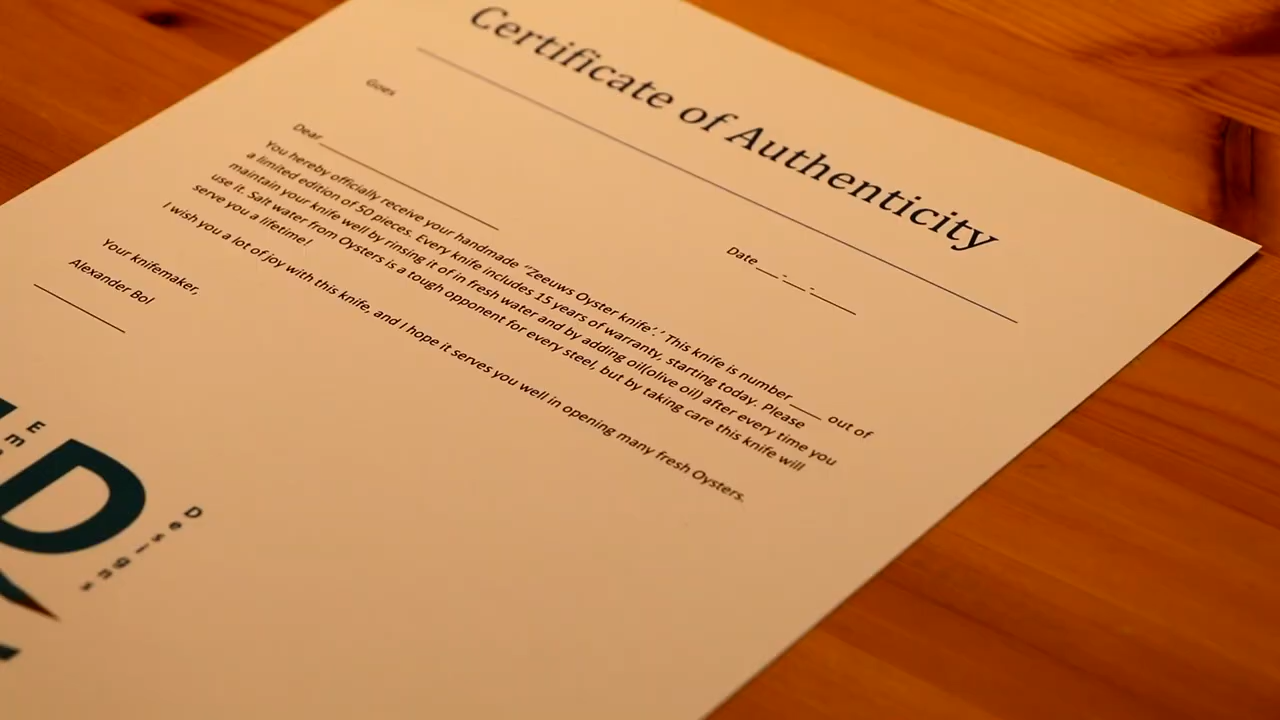 Certificate of Authenticity
Goes
Date__-__-____
Dear
You hereby officially receive your handmade ‘’Zeeuws Oyster knife’.’ This knife is number ____ out of
a limited edition of 50 pieces. Every knife includes 15 years of warranty, starting today. Please
maintain your knife well by rinsing it of in fresh water and by adding oil(olive oil) after every time you
use it. Salt water from Oysters is a tough opponent for every steel, but by taking care this knife will
serve you a lifetime!
I wish you a lot of joy with this knife, and I hope it serves you well in opening many fresh Oysters.
Your knifemaker,
Alexander Bol
D
Designs